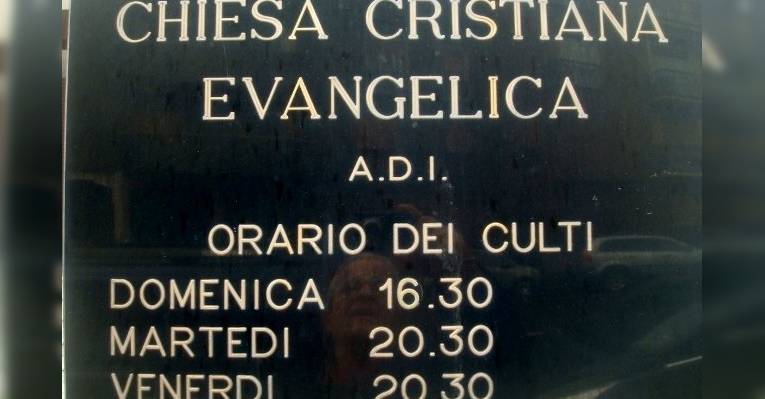 CHIESA CRISTIANA
EVANGELICA
A.D.I.
ORARIO DEI CULTI
DOMENICA 16.30
MARTEDI 20.30
VENERDI 20.30